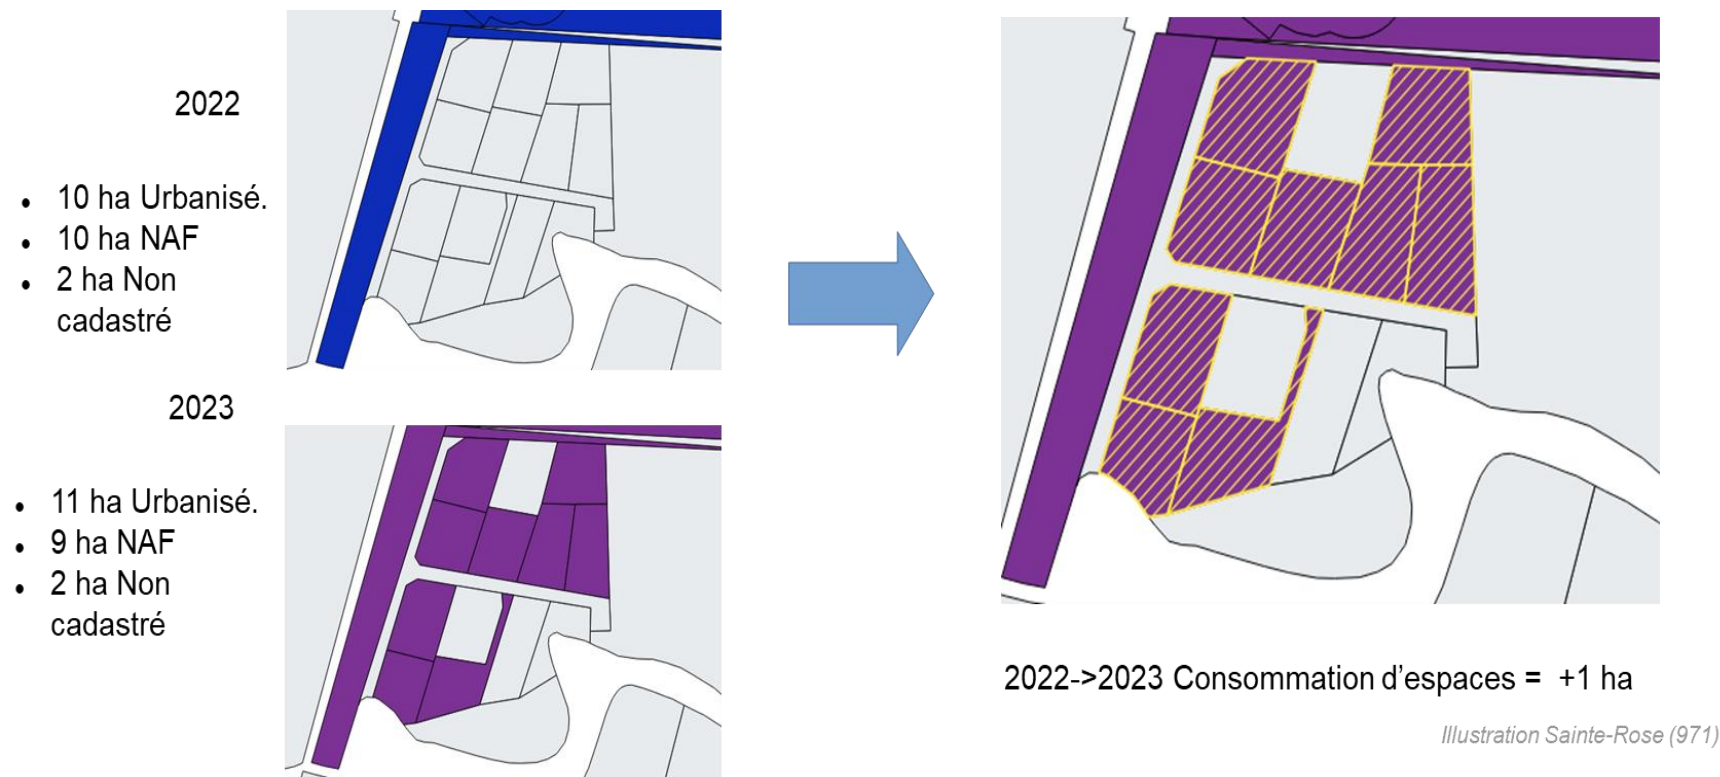 2022
• 10 ha Urbanisé.
• 10 ha NAF
• 2 ha Non
cadastré
2023
• 11 ha Urbanisé.
• 9 ha NAF
• 2 ha Non
cadastré
2022->2023 Consommation d’espaces = +1 ha
Illustration Sainte-Rose (971)